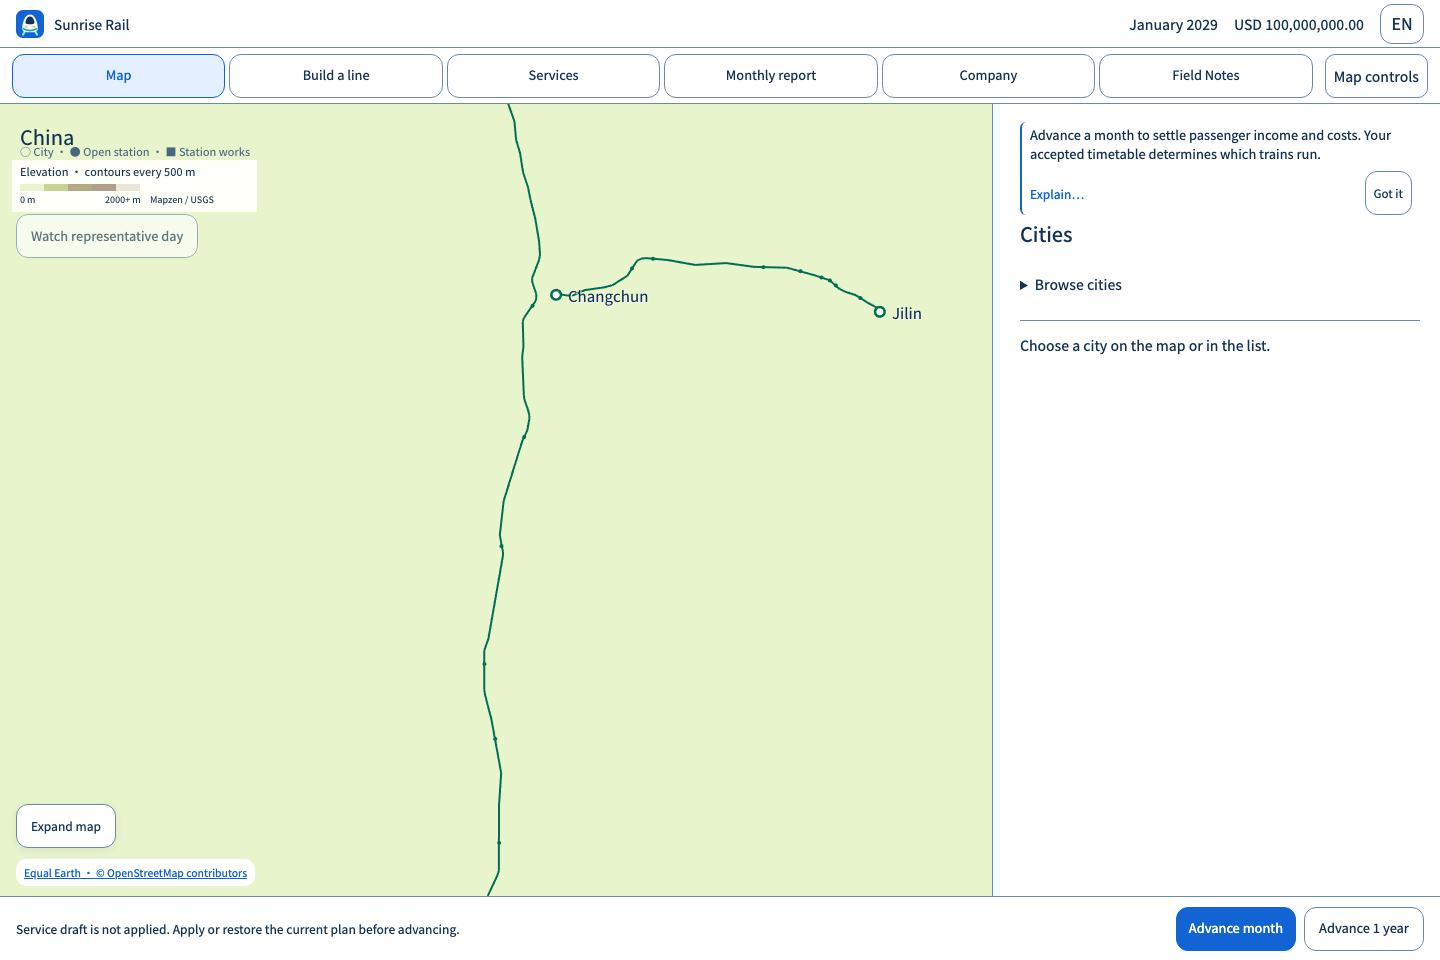 Sunrise Rail
January 2029 USD 100,000,000.00 EN
Map Build a line Services Monthly report Company Field Notes Map controls
China
City • Open station • Station works
Elevation • contours every 500 m
0 m 2000+ m Mapzen / USGS
Watch representative day
Changchun
Jilin
Expand map
Equal Earth • © OpenStreetMap contributors
Advance a month to settle passenger income and costs. Your
accepted timetable determines which trains run.
Explain…
Got it
Cities
Browse cities
Choose a city on the map or in the list.
Service draft is not applied. Apply or restore the current plan before advancing.
Advance month Advance 1 year